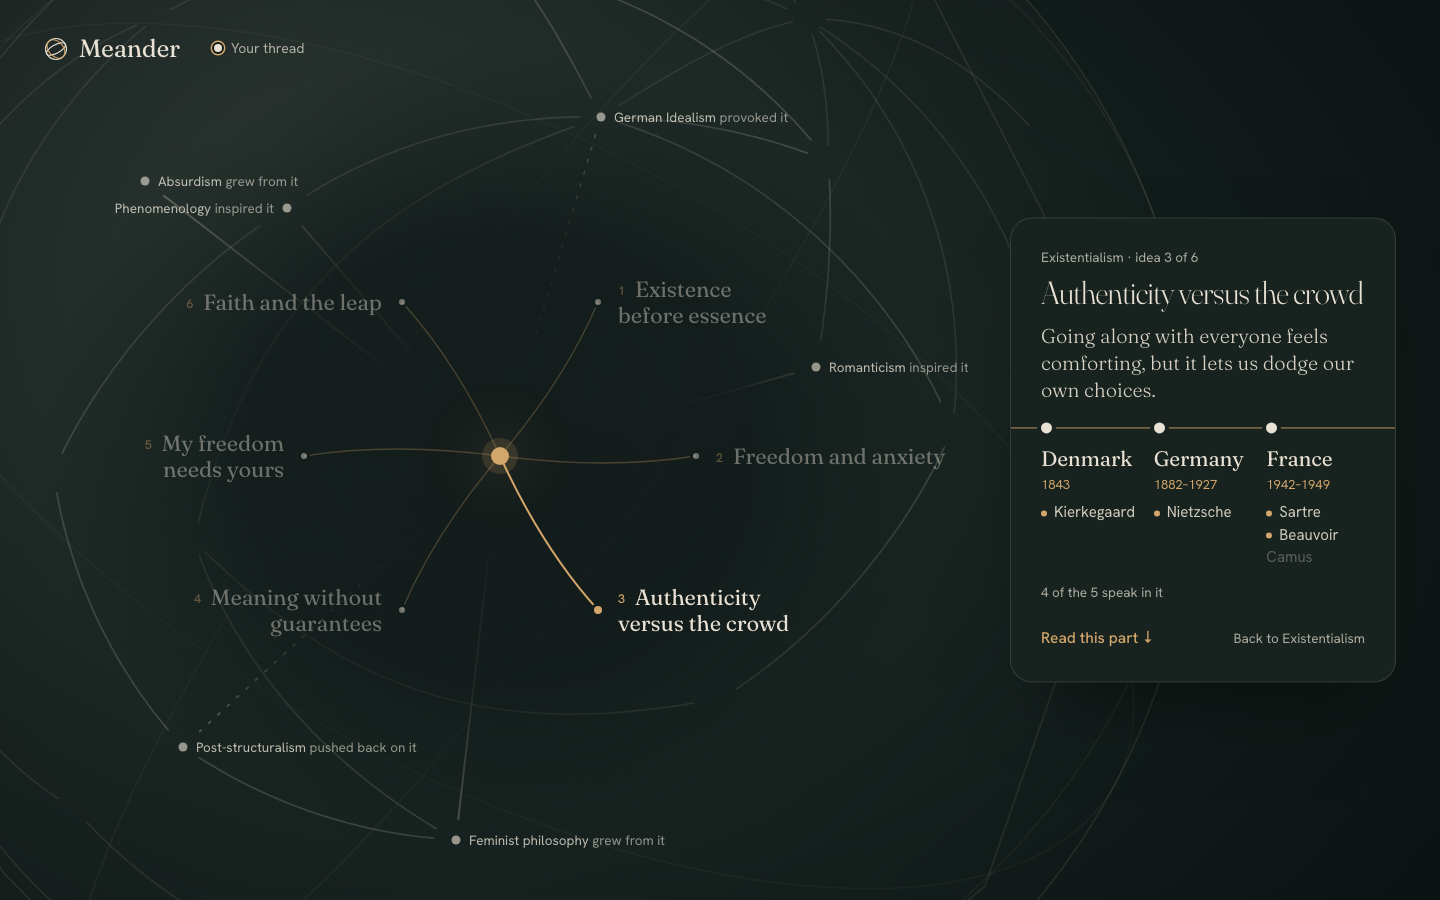 Meander
Your thread
German Idealism provoked it
Absurdism grew from it
Phenomenology inspired it
6 Faith and the leap
1 Existence
before essence
Romanticism inspired it
5 My freedom
needs yours
2 Freedom and anxiety
4 Meaning without
guarantees
3 Authenticity
versus the crowd
Post-structuralism pushed back on it
Feminist philosophy grew from it
Existentialism · idea 3 of 6
Authenticity versus the crowd
Going along with everyone feels
comforting, but it lets us dodge our
own choices.
Denmark Germany France
1843 1882–1927 1942–1949
Kierkegaard Nietzsche Sartre
Beauvoir
Camus
4 of the 5 speak in it
Read this part ↓ Back to Existentialism